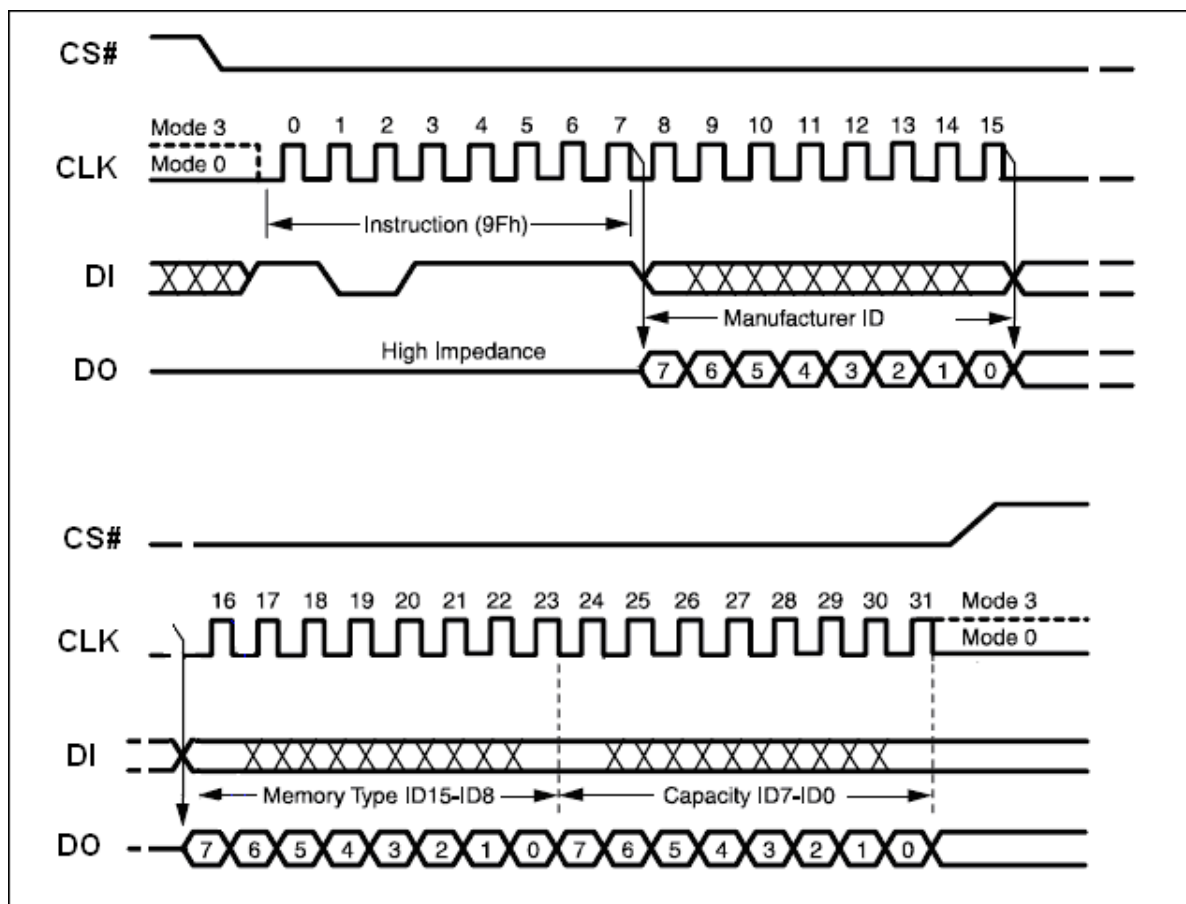 CS#
Mode 3
0 1 2 3 4 5 6 7 8 9 10 11 12 13 14 15
CLK
Mode 0
Instruction (9Fh)
DI
Manufacturer ID
High Impedance
DO
7 6 5 4 3 2 1 0
CS#
16 17 18 19 20 21 22 23 24 25 26 27 28 29 30 31
Mode 3
CLK
Mode 0
DI
Memory Type ID15-ID8
Capacity ID7-ID0
DO
7 6 5 4 3 2 1 0 7 6 5 4 3 2 1 0